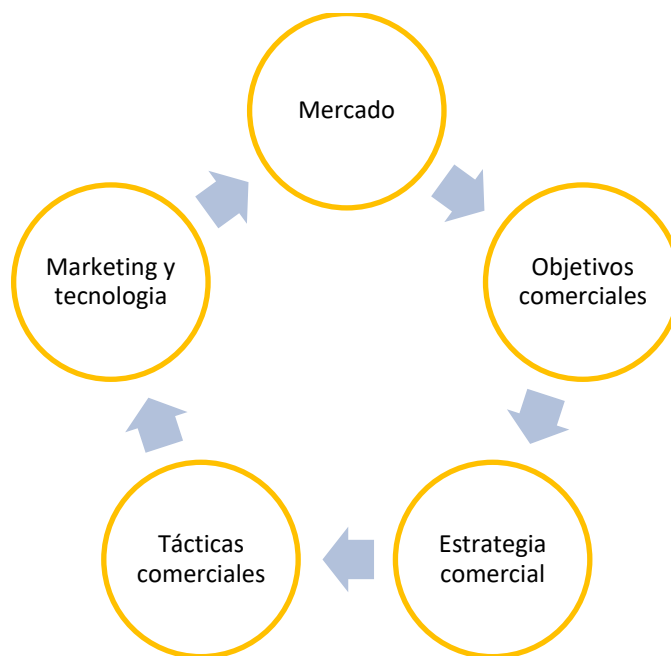 Mercado
Objetivos
comerciales
Estrategia
comercial
Tácticas
comerciales
Marketing y
tecnologia